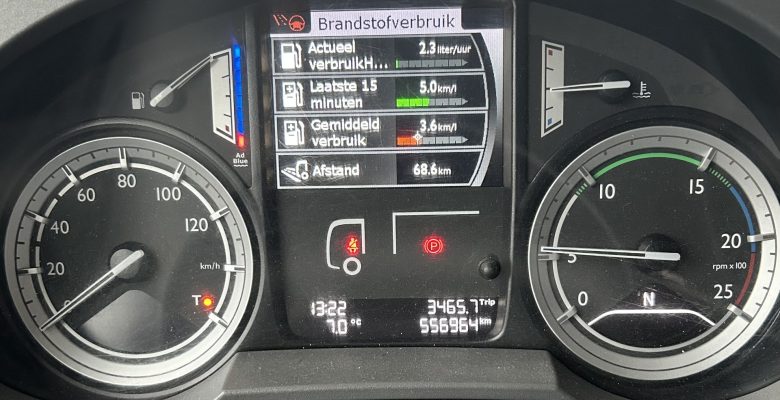 Brandstofverbruik
Actueel
verbruikH...
2.3 liter/uur
Laatste 15
minuten
5.0 km/l
Gemiddeld
verbruik
3.6 km/l
Afstand
68.6 km
Ad
Blue
0
20
40
60
80
100
120
km/h
T
P
13:22
7.0 °C
3465.7 Trip
556964 km
0
5
10
15
20
25
rpm x 100
N